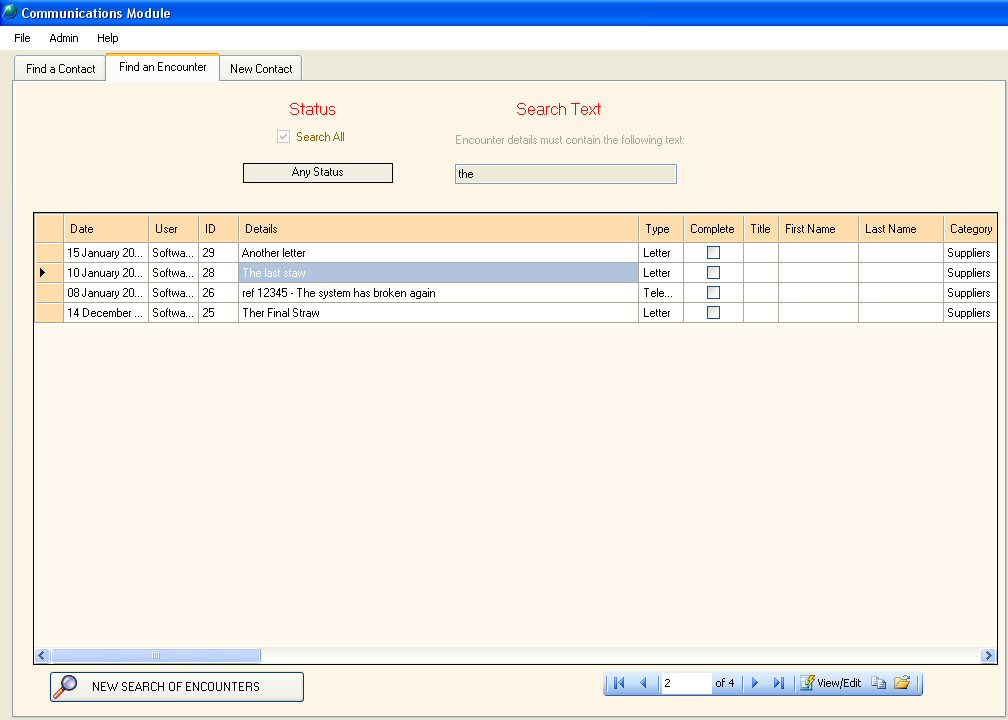 Communications Module
File Admin Help
Find a Contact Find an Encounter New Contact
Status Search Text
Search All Encounter details must contain the following text:
Any Status the
Date User ID Details Type Complete Title First Name Last Name Category
15 January 20... Softwa... 29 Another letter Letter Suppliers
10 January 20... Softwa... 28 The last staw Letter Suppliers
08 January 20... Softwa... 26 ref 12345 - The system has broken again Tele... Suppliers
14 December ... Softwa... 25 Ther Final Straw Letter Suppliers
NEW SEARCH OF ENCOUNTERS 2 of 4 View/Edit